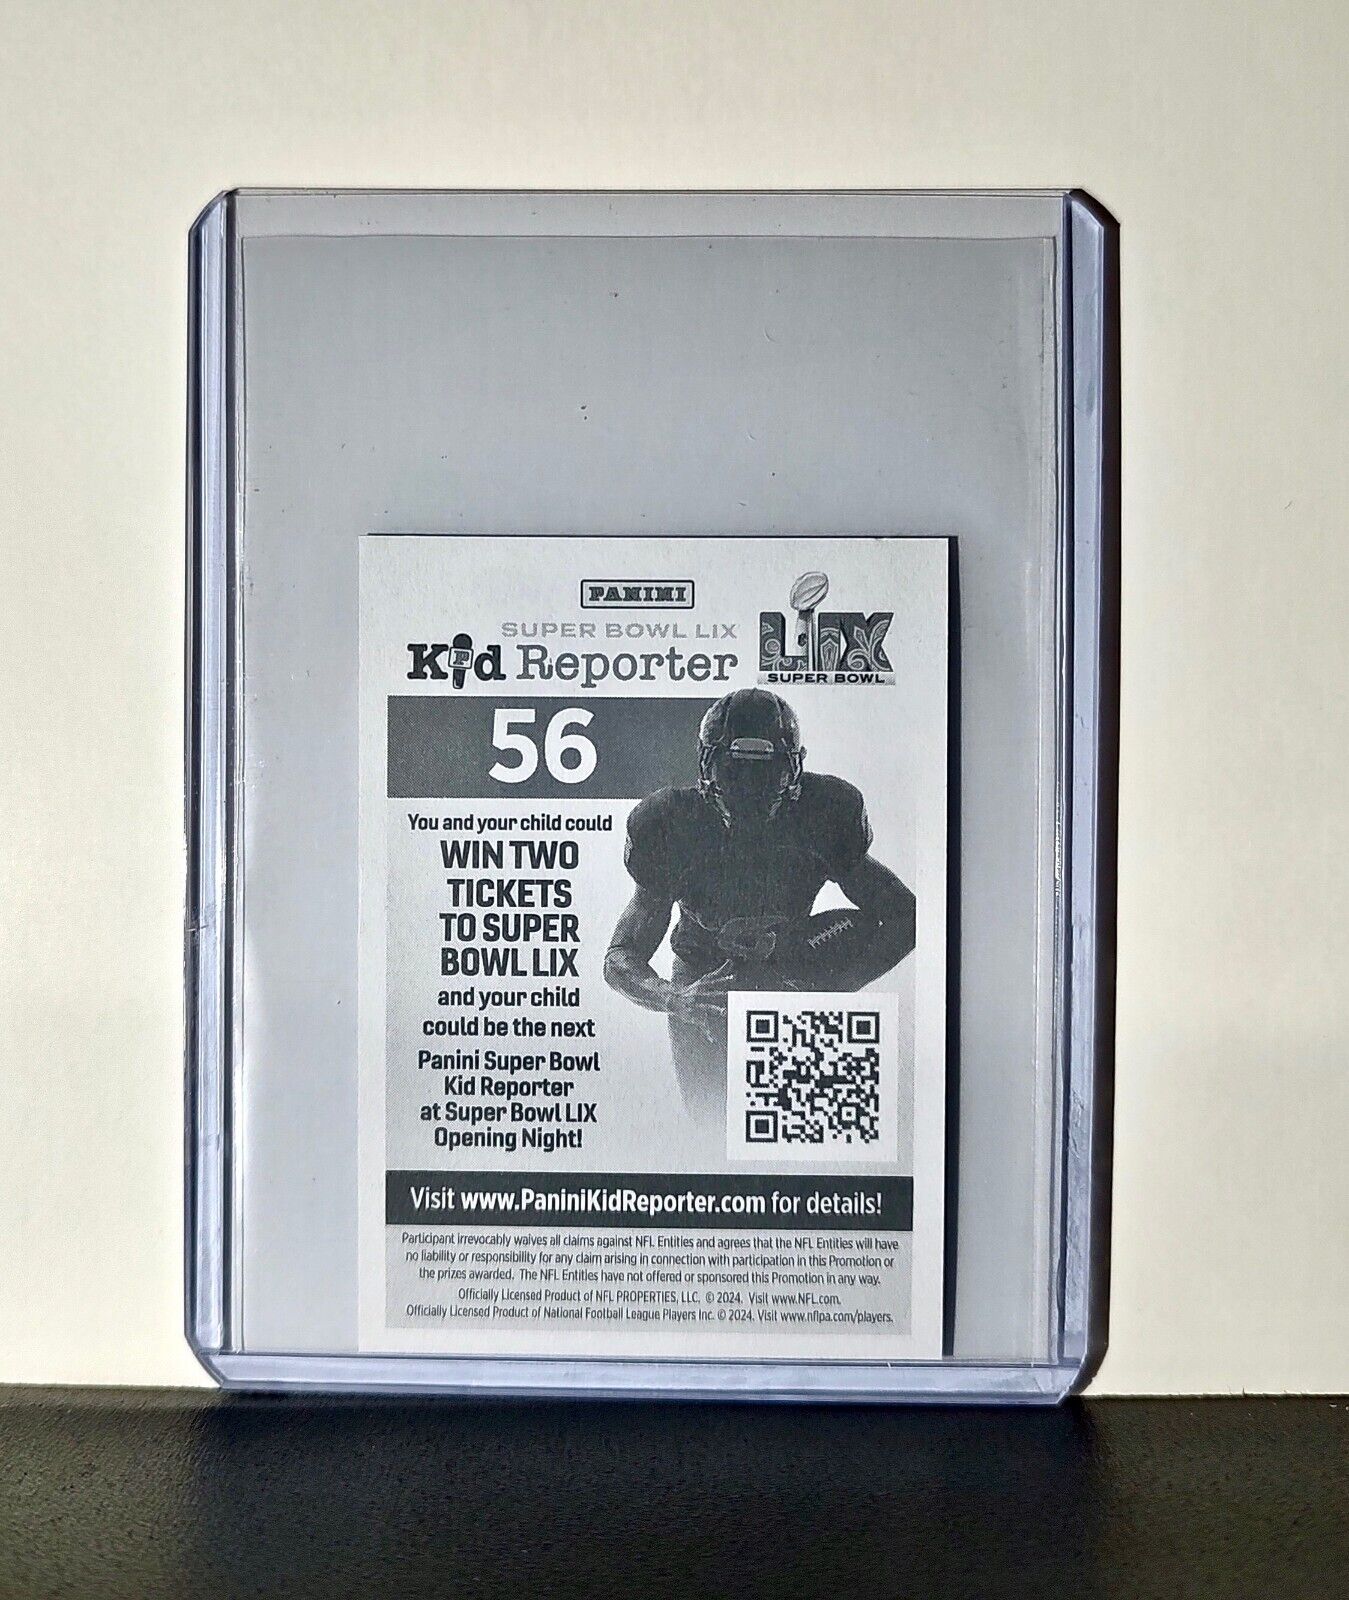 PANINI
SUPER BOWL LIX
Kid Reporter
LIX
SUPER BOWL
56
You and your child could
WIN TWO
TICKETS
TO SUPER
BOWL LIX
and your child
could be the next
Panini Super Bowl
Kid Reporter
at Super Bowl LIX
Opening Night!
Visit www.PaniniKidReporter.com for details!
Participant irrevocably waives all claims against NFL Entities and agrees that the NFL Entities will have
no liability or responsibility for any claim arising in connection with participation in this Promotion or
the prizes awarded. The NFL Entities have not offered or sponsored this Promotion in any way.
Officially Licensed Product of NFL PROPERTIES, LLC. © 2024. Visit www.NFL.com.
Officially Licensed Product of National Football League Players Inc. © 2024. Visit www.nflpa.com/players.